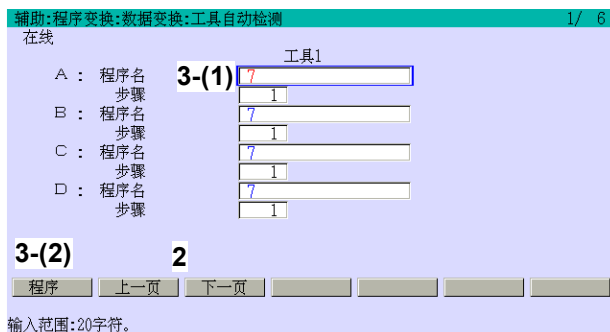 辅助:程序变换:数据变换:工具自动检测 1/ 6
在线
工具1
A : 程序名 3-(1) 7
步骤 1
B : 程序名 7
步骤 1
C : 程序名 7
步骤 1
D : 程序名 7
步骤 1
3-(2) 2
程序 上一页 下一页
输入范围:20字符。